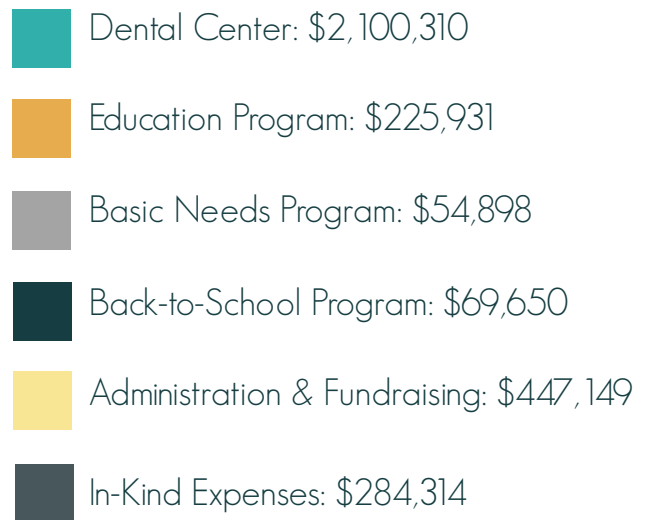 Dental Center: $2,100,310
Education Program: $225,931
Basic Needs Program: $54,898
Back-to-School Program: $69,650
Administration & Fundraising: $447,149
In-Kind Expenses: $284,314